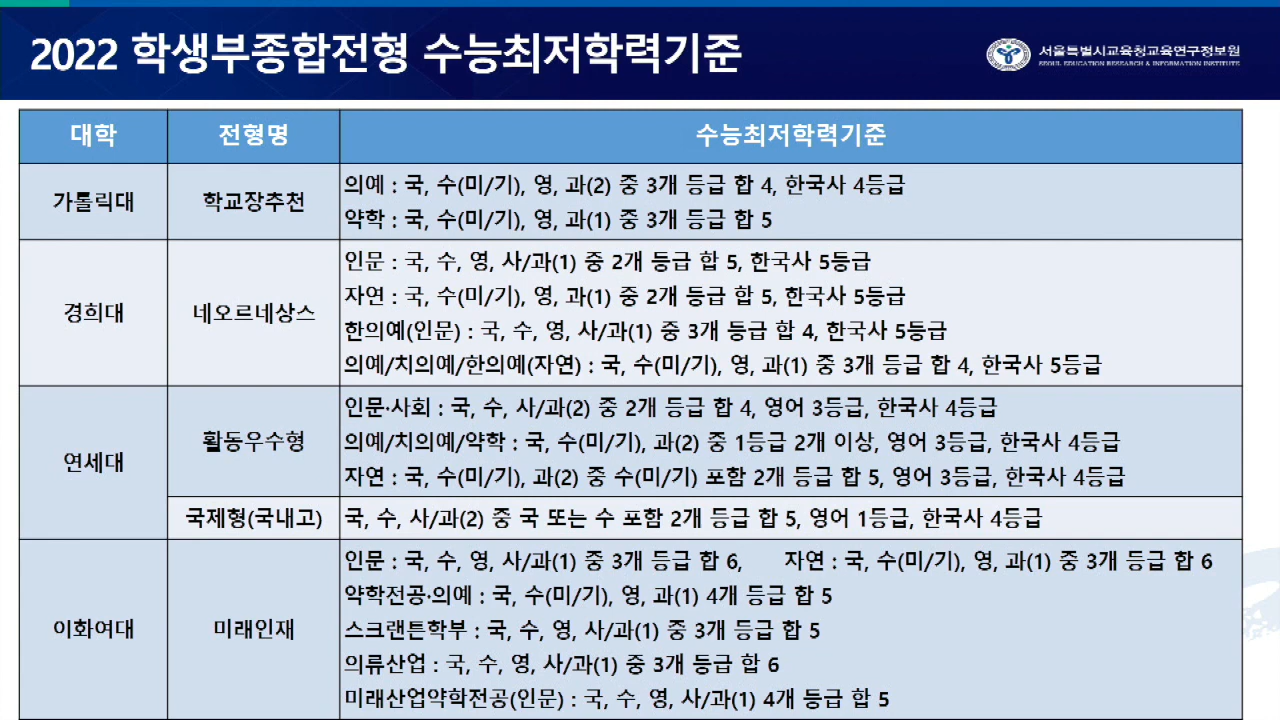 2022 학생부종합전형 수능최저학력기준
서울특별시교육청교육연구정보원
SEOUL EDUCATION RESEARCH & INFORMATION INSTITUTE
대학 전형명 수능최저학력기준
가톨릭대 학교장추천
의예 : 국, 수(미/기), 영, 과(2) 중 3개 등급 합 4, 한국사 4등급
약학 : 국, 수(미/기), 영, 과(1) 중 3개 등급 합 5
경희대 네오르네상스
인문 : 국, 수, 영, 사/과(1) 중 2개 등급 합 5, 한국사 5등급
자연 : 국, 수(미/기), 영, 과(1) 중 2개 등급 합 5, 한국사 5등급
한의예(인문) : 국, 수, 영, 사/과(1) 중 3개 등급 합 4, 한국사 5등급
의예/치의예/한의예(자연) : 국, 수(미/기), 영, 과(1) 중 3개 등급 합 4, 한국사 5등급
연세대 활동우수형
인문·사회 : 국, 수, 사/과(2) 중 2개 등급 합 4, 영어 3등급, 한국사 4등급
의예/치의예/약학 : 국, 수(미/기), 과(2) 중 1등급 2개 이상, 영어 3등급, 한국사 4등급
자연 : 국, 수(미/기), 과(2) 중 수(미/기) 포함 2개 등급 합 5, 영어 3등급, 한국사 4등급
국제형(국내고) 국, 수, 사/과(2) 중 국 또는 수 포함 2개 등급 합 5, 영어 1등급, 한국사 4등급
이화여대 미래인재
인문 : 국, 수, 영, 사/과(1) 중 3개 등급 합 6, 자연 : 국, 수(미/기), 영, 과(1) 중 3개 등급 합 6
약학전공·의예 : 국, 수(미/기), 영, 과(1) 4개 등급 합 5
스크랜튼학부 : 국, 수, 영, 사/과(1) 중 3개 등급 합 5
의류산업 : 국, 수, 영, 사/과(1) 중 3개 등급 합 6
미래산업약학전공(인문) : 국, 수, 영, 사/과(1) 4개 등급 합 5